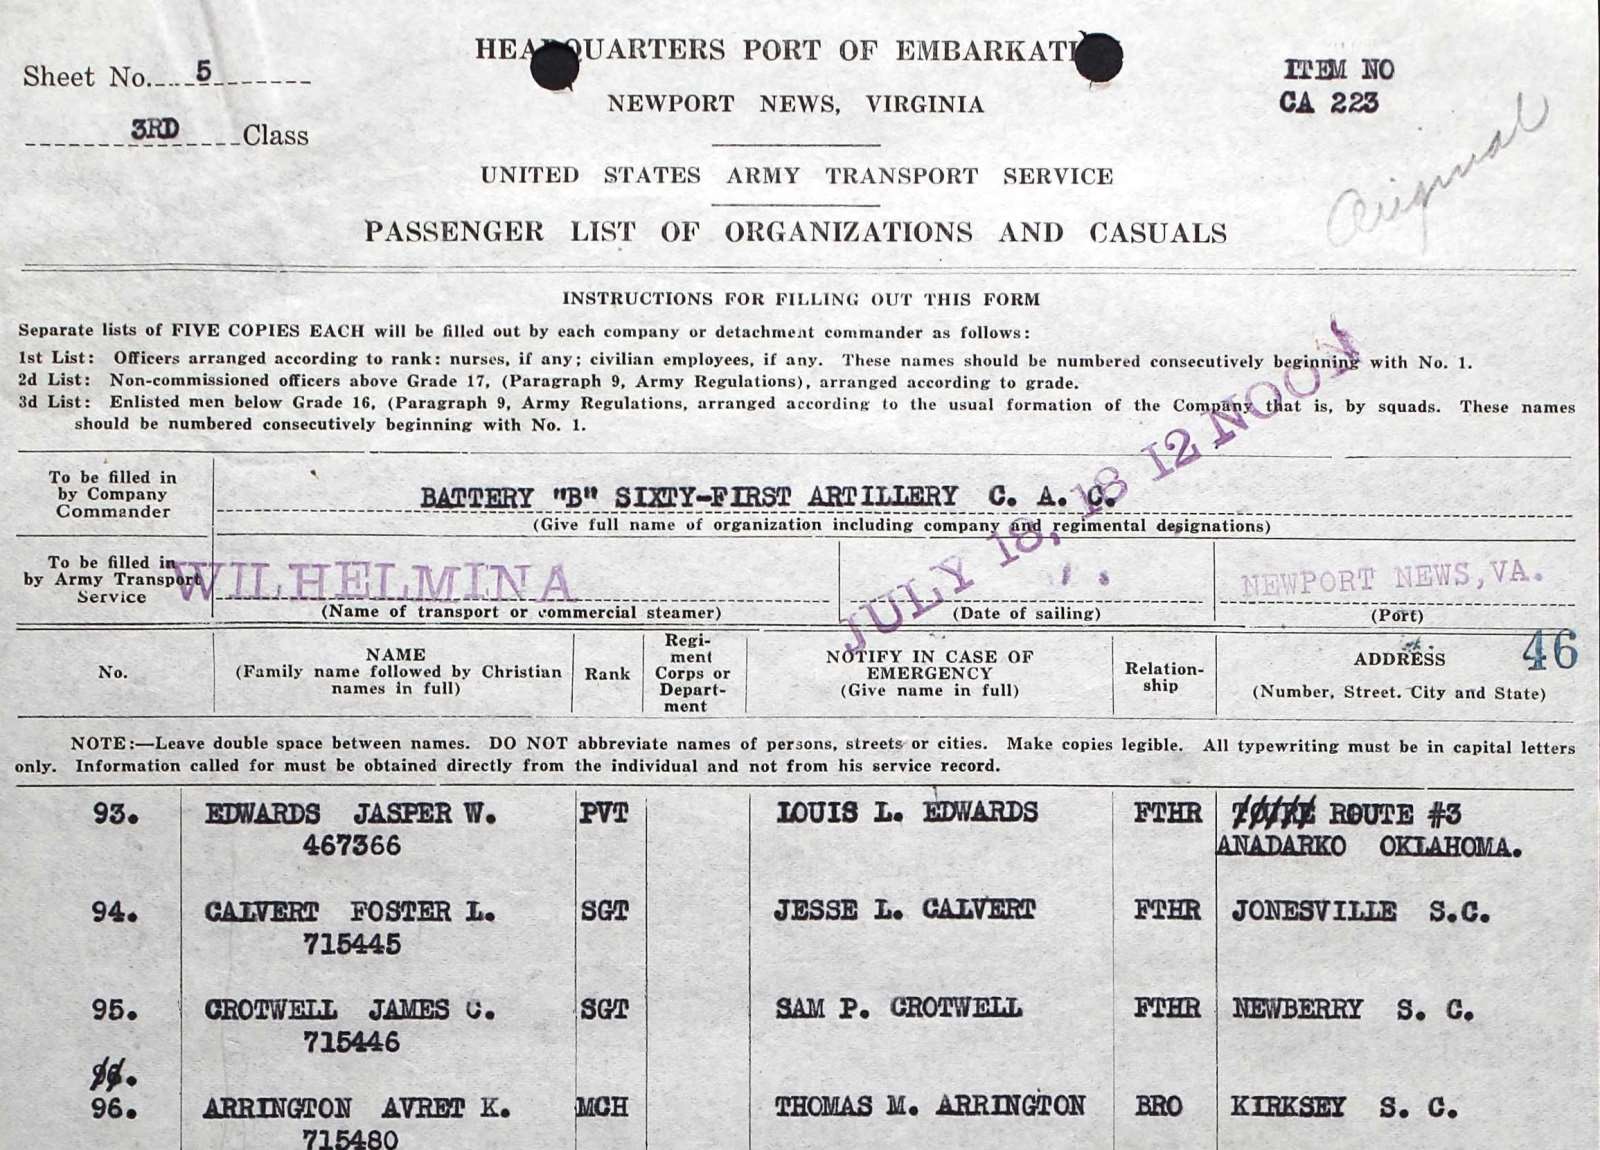 HEADQUARTERS PORT OF EMBARKATION
Sheet No. 5
ITEM NO
CA 223
NEWPORT NEWS, VIRGINIA
3RD Class
Original
UNITED STATES ARMY TRANSPORT SERVICE
PASSENGER LIST OF ORGANIZATIONS AND CASUALS
INSTRUCTIONS FOR FILLING OUT THIS FORM
Separate lists of FIVE COPIES EACH will be filled out by each company or detachment commander as follows:
1st List: Officers arranged according to rank: nurses, if any; civilian employees, if any. These names should be numbered consecutively beginning with No. 1.
2d List: Non-commissioned officers above Grade 17, (Paragraph 9, Army Regulations), arranged according to grade.
3d List: Enlisted men below Grade 16, (Paragraph 9, Army Regulations, arranged according to the usual formation of the Company that is, by squads. These names
should be numbered consecutively beginning with No. 1.
JULY 18, 18 12 NOON
To be filled in
by Company
Commander
BATTERY "B" SIXTY-FIRST ARTILLERY C. A. C.
(Give full name of organization including company and regimental designations)
To be filled in
by Army Transport
Service
WILHELMINA
NEWPORT NEWS, VA.
(Name of transport or commercial steamer) (Date of sailing) (Port)
46
No.
NAME
(Family name followed by Christian
names in full)
Rank
Regi-
ment
Corps or
Depart-
ment
NOTIFY IN CASE OF
EMERGENCY
(Give name in full)
Relation-
ship
ADDRESS
(Number, Street. City and State)
NOTE:—Leave double space between names. DO NOT abbreviate names of persons, streets or cities. Make copies legible. All typewriting must be in capital letters
only. Information called for must be obtained directly from the individual and not from his service record.
93. EDWARDS JASPER W. PVT LOUIS L. EDWARDS FTHR ROUTE #3
467366 ANADARKO OKLAHOMA.
94. CALVERT FOSTER L. SGT JESSE L. CALVERT FTHR JONESVILLE S.C.
715445
95. CROTWELL JAMES C. SGT SAM P. CROTWELL FTHR NEWBERRY S. C.
715446
96. ARRINGTON AVRET K. MCH THOMAS M. ARRINGTON BRO KIRKSEY S. C.
715480